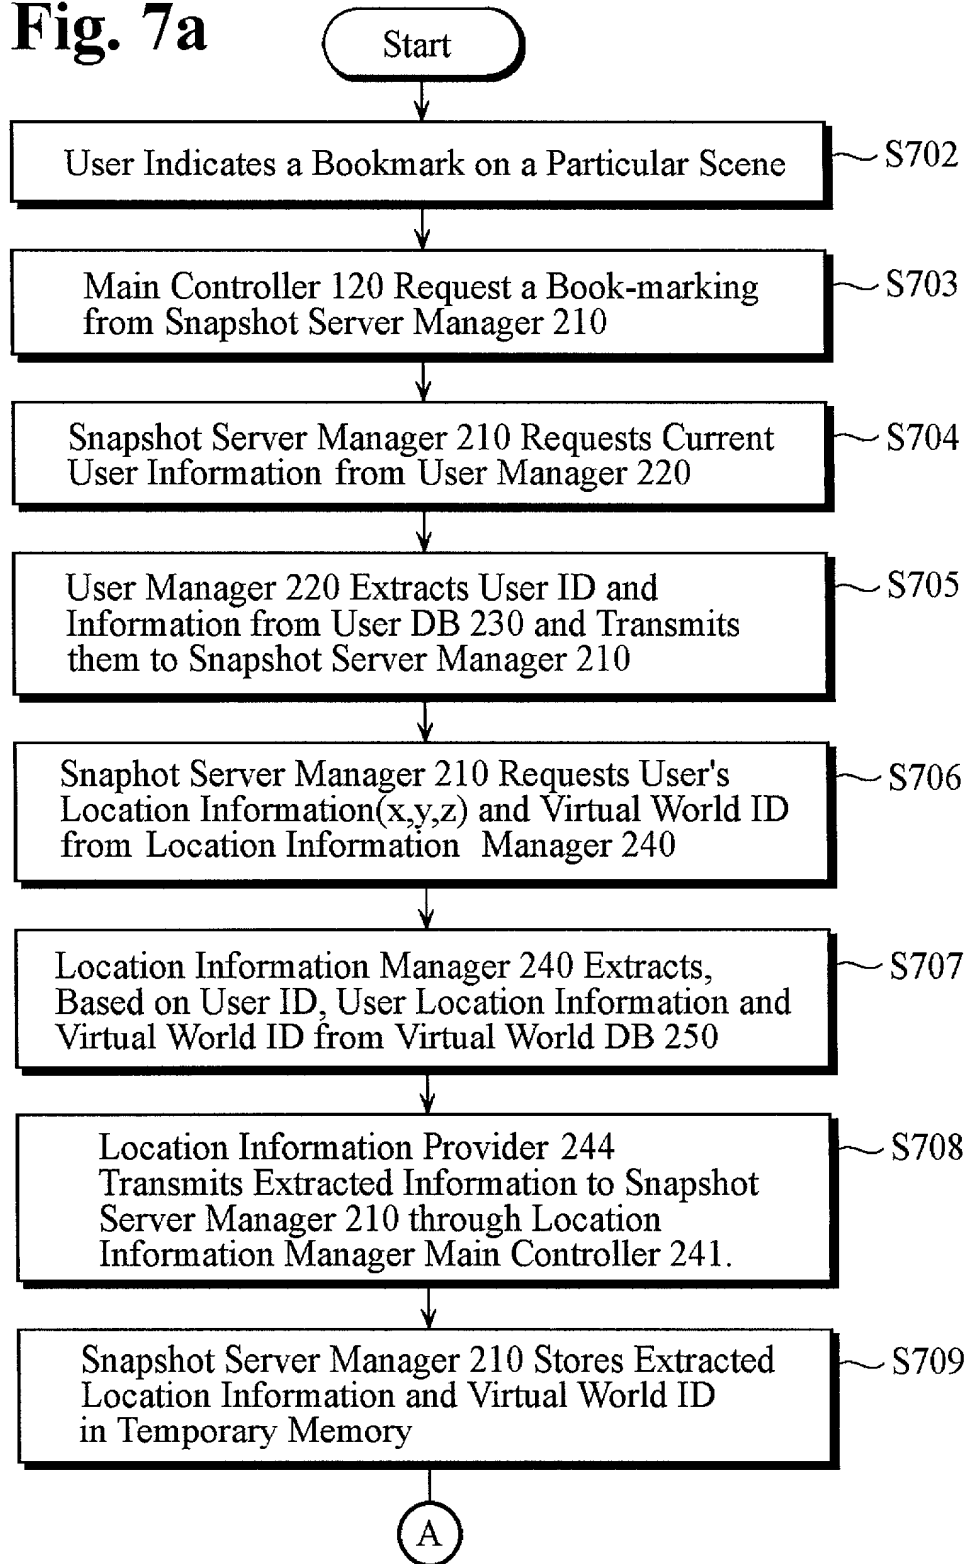 Fig. 7a
Start
User Indicates a Bookmark on a Particular Scene
S702
Main Controller 120 Request a Book-marking
from Snapshot Server Manager 210
S703
Snapshot Server Manager 210 Requests Current
User Information from User Manager 220
S704
User Manager 220 Extracts User ID and
Information from User DB 230 and Transmits
them to Snapshot Server Manager 210
S705
Snaphot Server Manager 210 Requests User's
Location Information(x,y,z) and Virtual World ID
from Location Information Manager 240
S706
Location Information Manager 240 Extracts,
Based on User ID, User Location Information and
Virtual World ID from Virtual World DB 250
S707
Location Information Provider 244
Transmits Extracted Information to Snapshot
Server Manager 210 through Location
Information Manager Main Controller 241.
S708
Snapshot Server Manager 210 Stores Extracted
Location Information and Virtual World ID
in Temporary Memory
S709
A